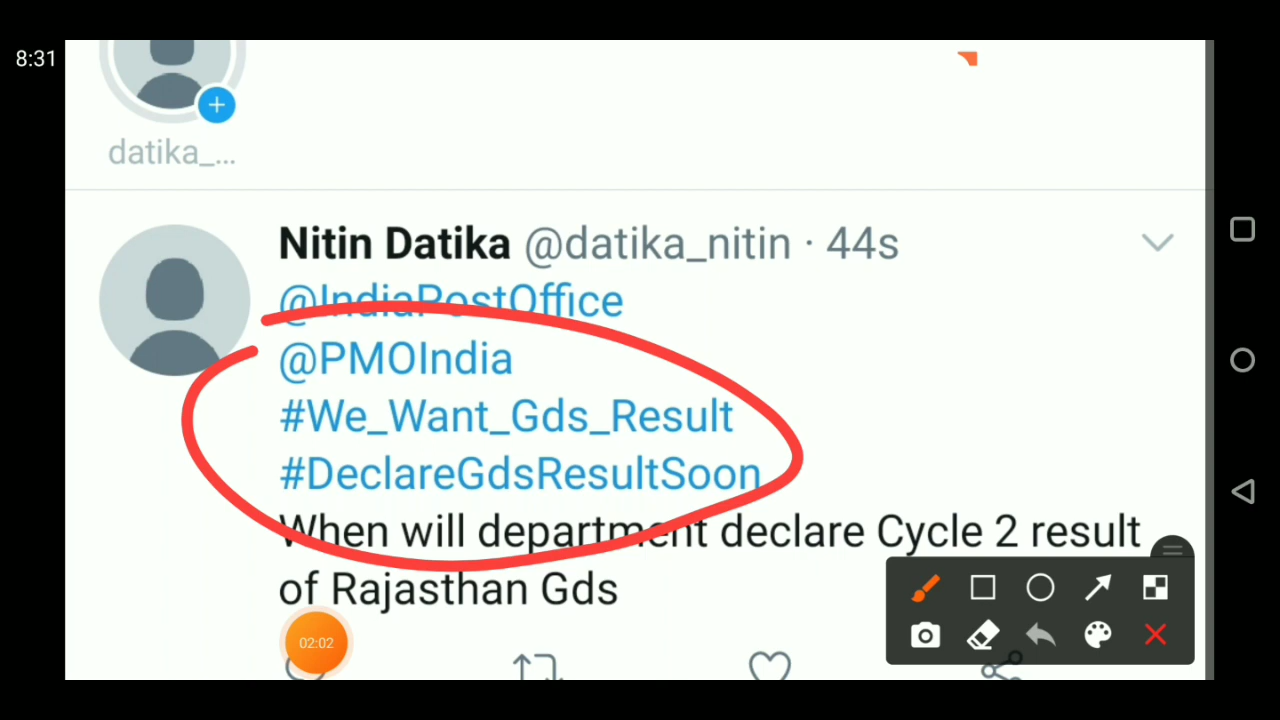 8:31
datika_...
Nitin Datika @datika_nitin · 44s
@IndiaPostOffice
@PMOIndia
#We_Want_Gds_Result
#DeclareGdsResultSoon
When will department declare Cycle 2 result
of Rajasthan Gds
02:02